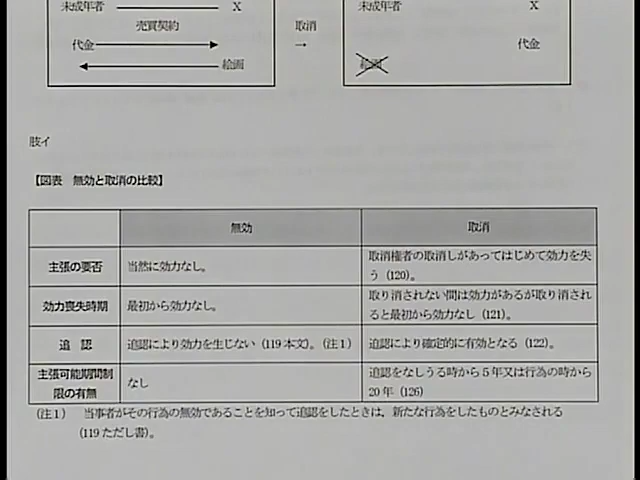 未成年者 X
売買契約
代金
絵画
取消
→
未成年者 X
代金
絵画
肢イ
【図表 無効と取消の比較】
無効 取消
主張の要否 当然に効力なし。 取消権者の取消しがあってはじめて効力を失
う（120）。
効力喪失時期 最初から効力なし。 取り消されない間は効力があるが取り消され
ると最初から効力なし（121）。
追　認 追認により効力を生じない（119本文）。（注１） 追認により確定的に有効となる（122）。
主張可能期間制
限の有無 なし 追認をなしうる時から５年又は行為の時から
20年（126）
（注１）　当事者がその行為の無効であることを知って追認をしたときは、新たな行為をしたものとみなされる
（119ただし書）。